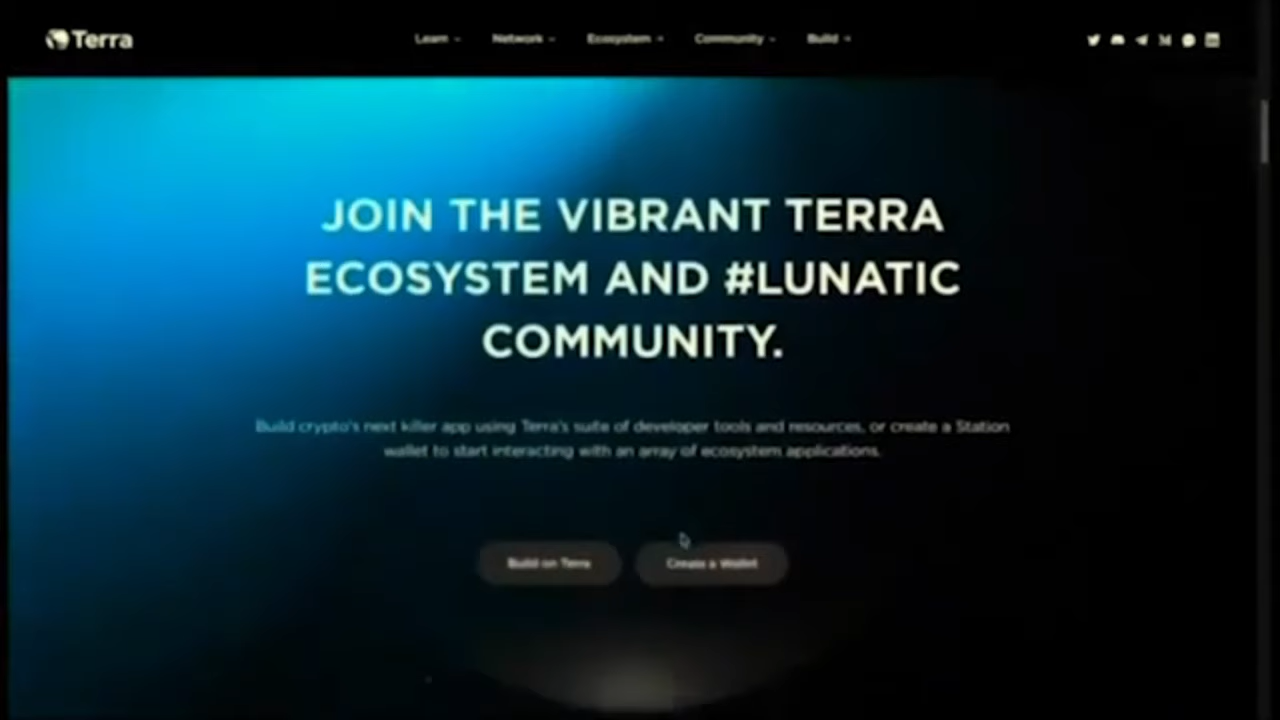 Terra
Learn
Network
Ecosystem
Community
Build
JOIN THE VIBRANT TERRA
ECOSYSTEM AND #LUNATIC
COMMUNITY.
Build crypto's next killer app using Terra's suite of developer tools and resources, or create a Station
wallet to start interacting with an array of ecosystem applications.
Build on Terra
Create a Wallet